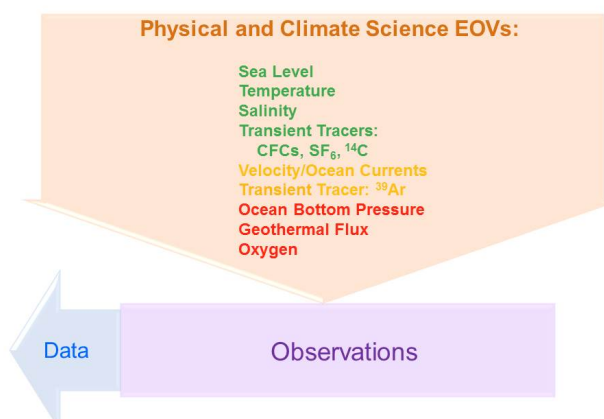 Physical and Climate Science EOVs:
Sea Level
Temperature
Salinity
Transient Tracers:
CFCs, SF₆, ¹⁴C
Velocity/Ocean Currents
Transient Tracer: ³⁹Ar
Ocean Bottom Pressure
Geothermal Flux
Oxygen
Data
Observations